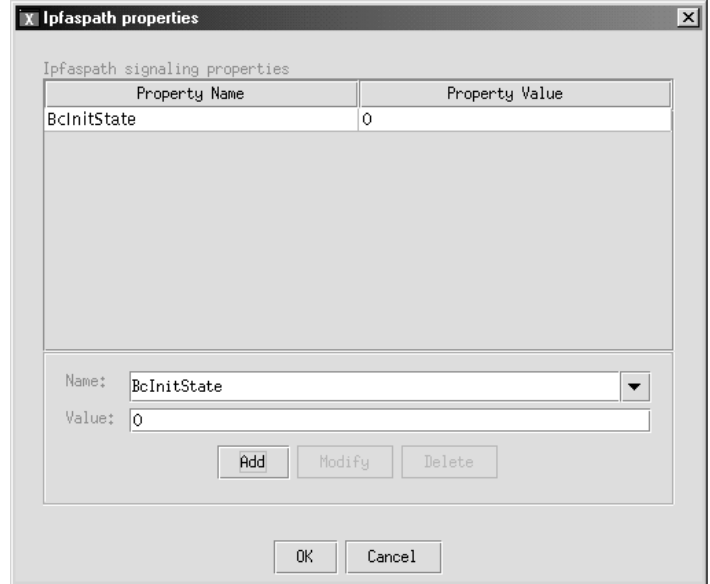 X Ipfaspath properties
Ipfaspath signaling properties
Property Name Property Value
BcInitState 0
Name: BcInitState
Value: 0
Add Modify Delete
OK Cancel